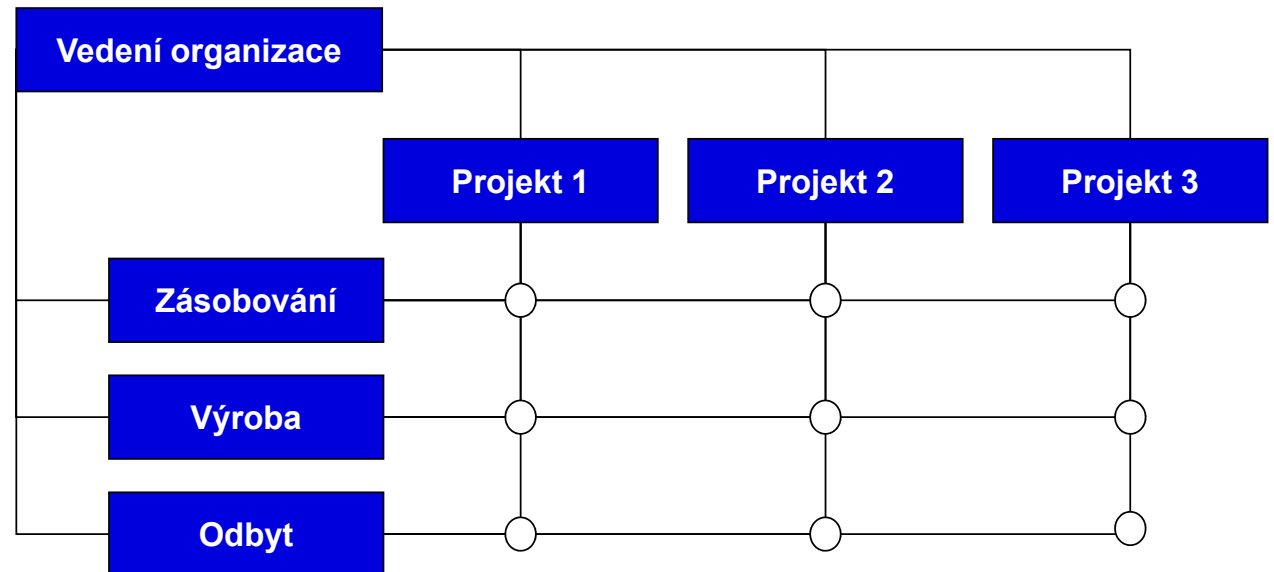 Vedení organizace
Projekt 1
Projekt 2
Projekt 3
Zásobování
Výroba
Odbyt